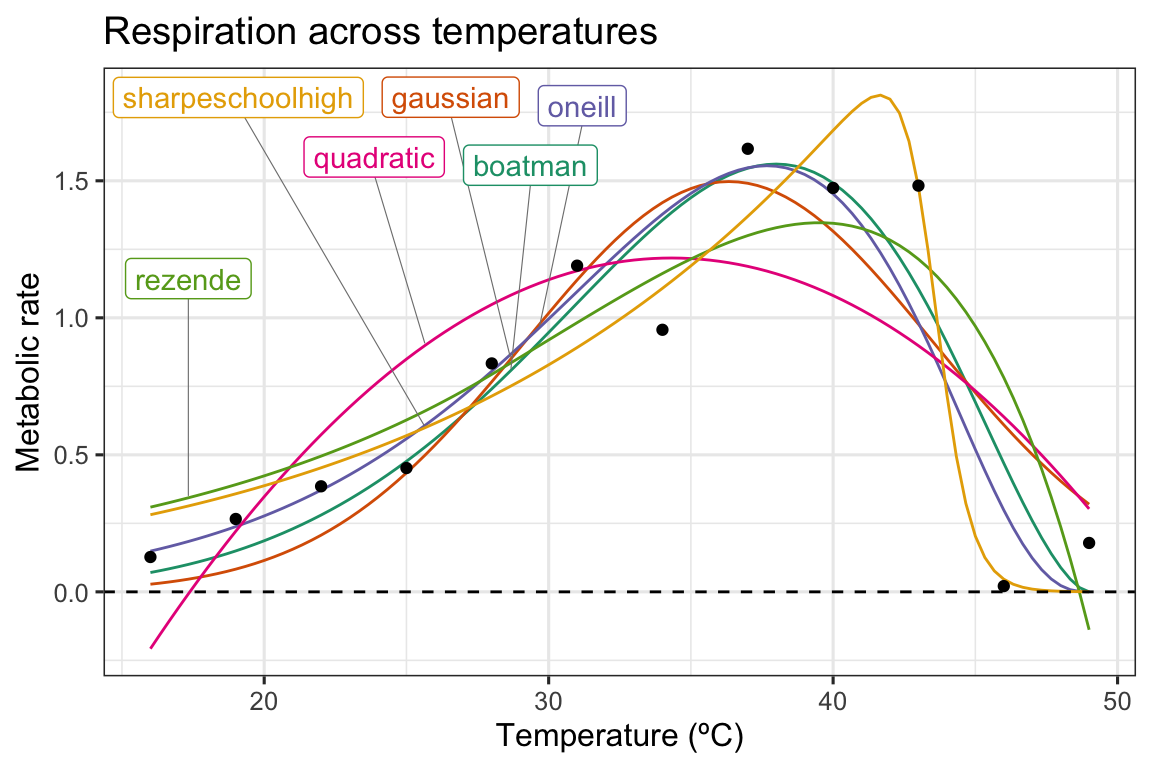 Respiration across temperatures
sharpeschoolhigh
gaussian
oneill
quadratic
boatman
rezende
Metabolic rate
1.5
1.0
0.5
0.0
20
30
40
50
Temperature (ºC)